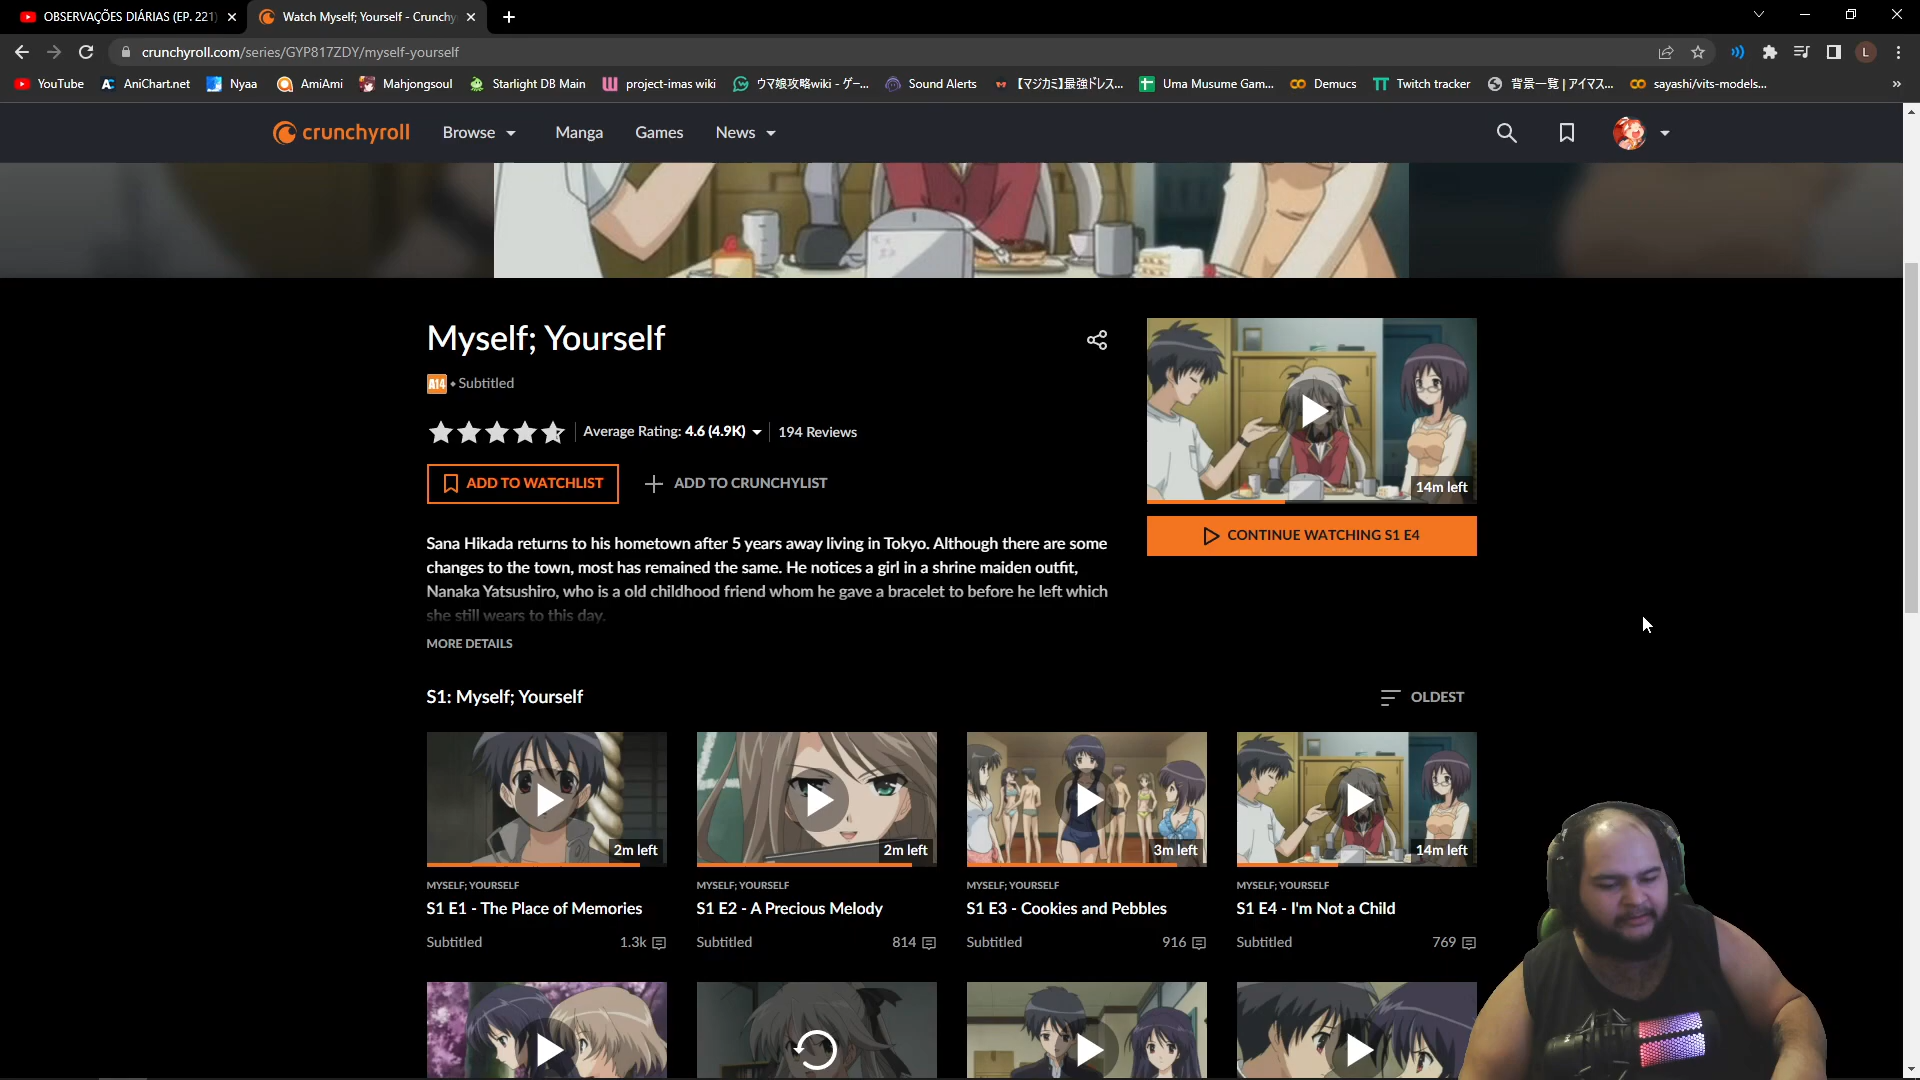 OBSERVAÇÕES DIÁRIAS (EP. 221)
Watch Myself; Yourself - Crunchy
crunchyroll.com/series/GYP817ZDY/myself-yourself
L
YouTube
AniChart.net
Nyaa
AmiAmi
Mahjongsoul
Starlight DB Main
project-imas wiki
ウマ娘攻略wiki - ゲー...
Sound Alerts
【マジカミ】最強ドレス...
Uma Musume Gam...
Demucs
Twitch tracker
背景一覧 | アイマス...
sayashi/vits-models...
crunchyroll
Browse
Manga
Games
News
Myself; Yourself
A14 • Subtitled
Average Rating: 4.6 (4.9K)
194 Reviews
ADD TO WATCHLIST
ADD TO CRUNCHYLIST
14m left
CONTINUE WATCHING S1 E4
Sana Hikada returns to his hometown after 5 years away living in Tokyo. Although there are some
changes to the town, most has remained the same. He notices a girl in a shrine maiden outfit,
Nanaka Yatsushiro, who is a old childhood friend whom he gave a bracelet to before he left which
she still wears to this day.
MORE DETAILS
S1: Myself; Yourself
OLDEST
2m left
2m left
3m left
14m left
MYSELF; YOURSELF
MYSELF; YOURSELF
MYSELF; YOURSELF
MYSELF; YOURSELF
S1 E1 - The Place of Memories
S1 E2 - A Precious Melody
S1 E3 - Cookies and Pebbles
S1 E4 - I'm Not a Child
Subtitled
1.3k
Subtitled
814
Subtitled
916
Subtitled
769